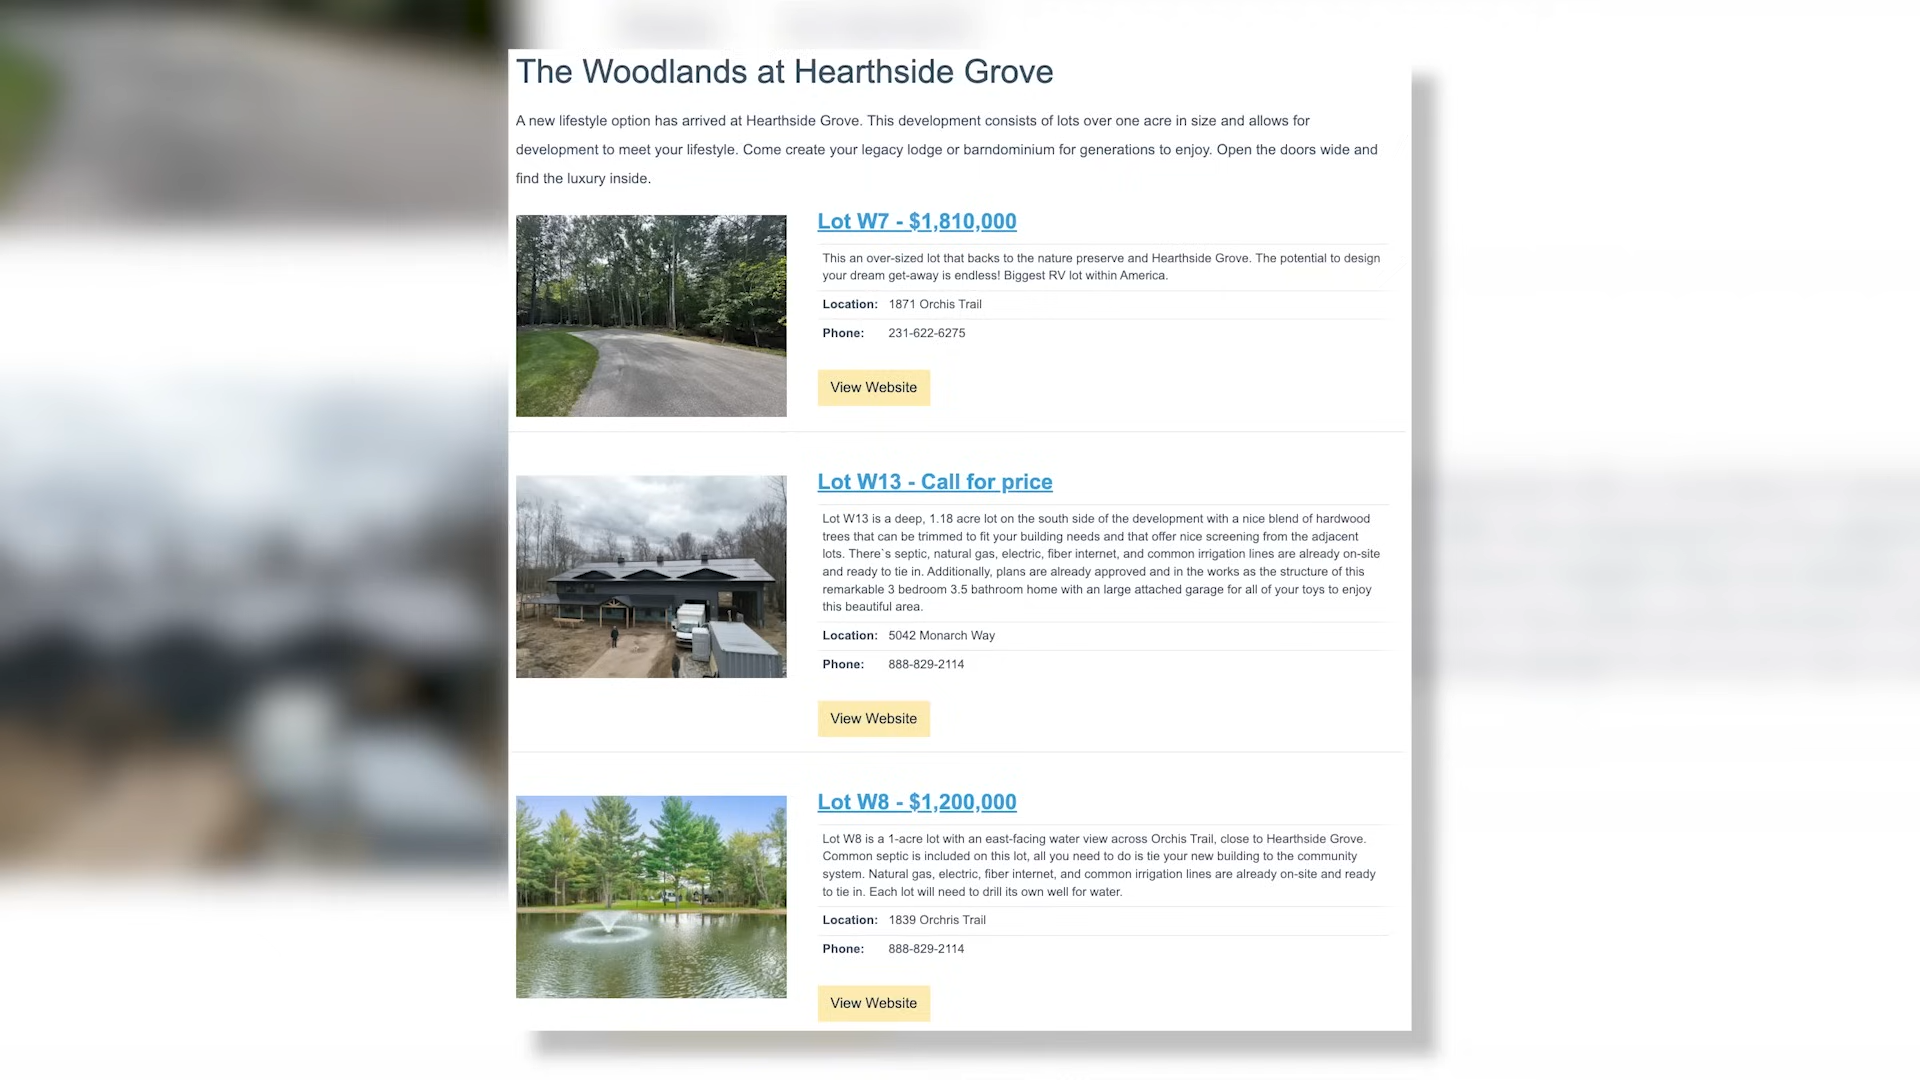 The Woodlands at Hearthside Grove
A new lifestyle option has arrived at Hearthside Grove. This development consists of lots over one acre in size and allows for
development to meet your lifestyle. Come create your legacy lodge or barndominium for generations to enjoy. Open the doors wide and
find the luxury inside.
Lot W7 - $1,810,000
This an over-sized lot that backs to the nature preserve and Hearthside Grove. The potential to design
your dream get-away is endless! Biggest RV lot within America.
Location: 1871 Orchis Trail
Phone: 231-622-6275
View Website
Lot W13 - Call for price
Lot W13 is a deep, 1.18 acre lot on the south side of the development with a nice blend of hardwood
trees that can be trimmed to fit your building needs and that offer nice screening from the adjacent
lots. There`s septic, natural gas, electric, fiber internet, and common irrigation lines are already on-site
and ready to tie in. Additionally, plans are already approved and in the works as the structure of this
remarkable 3 bedroom 3.5 bathroom home with an large attached garage for all of your toys to enjoy
this beautiful area.
Location: 5042 Monarch Way
Phone: 888-829-2114
View Website
Lot W8 - $1,200,000
Lot W8 is a 1-acre lot with an east-facing water view across Orchis Trail, close to Hearthside Grove.
Common septic is included on this lot, all you need to do is tie your new building to the community
system. Natural gas, electric, fiber internet, and common irrigation lines are already on-site and ready
to tie in. Each lot will need to drill its own well for water.
Location: 1839 Orchris Trail
Phone: 888-829-2114
View Website